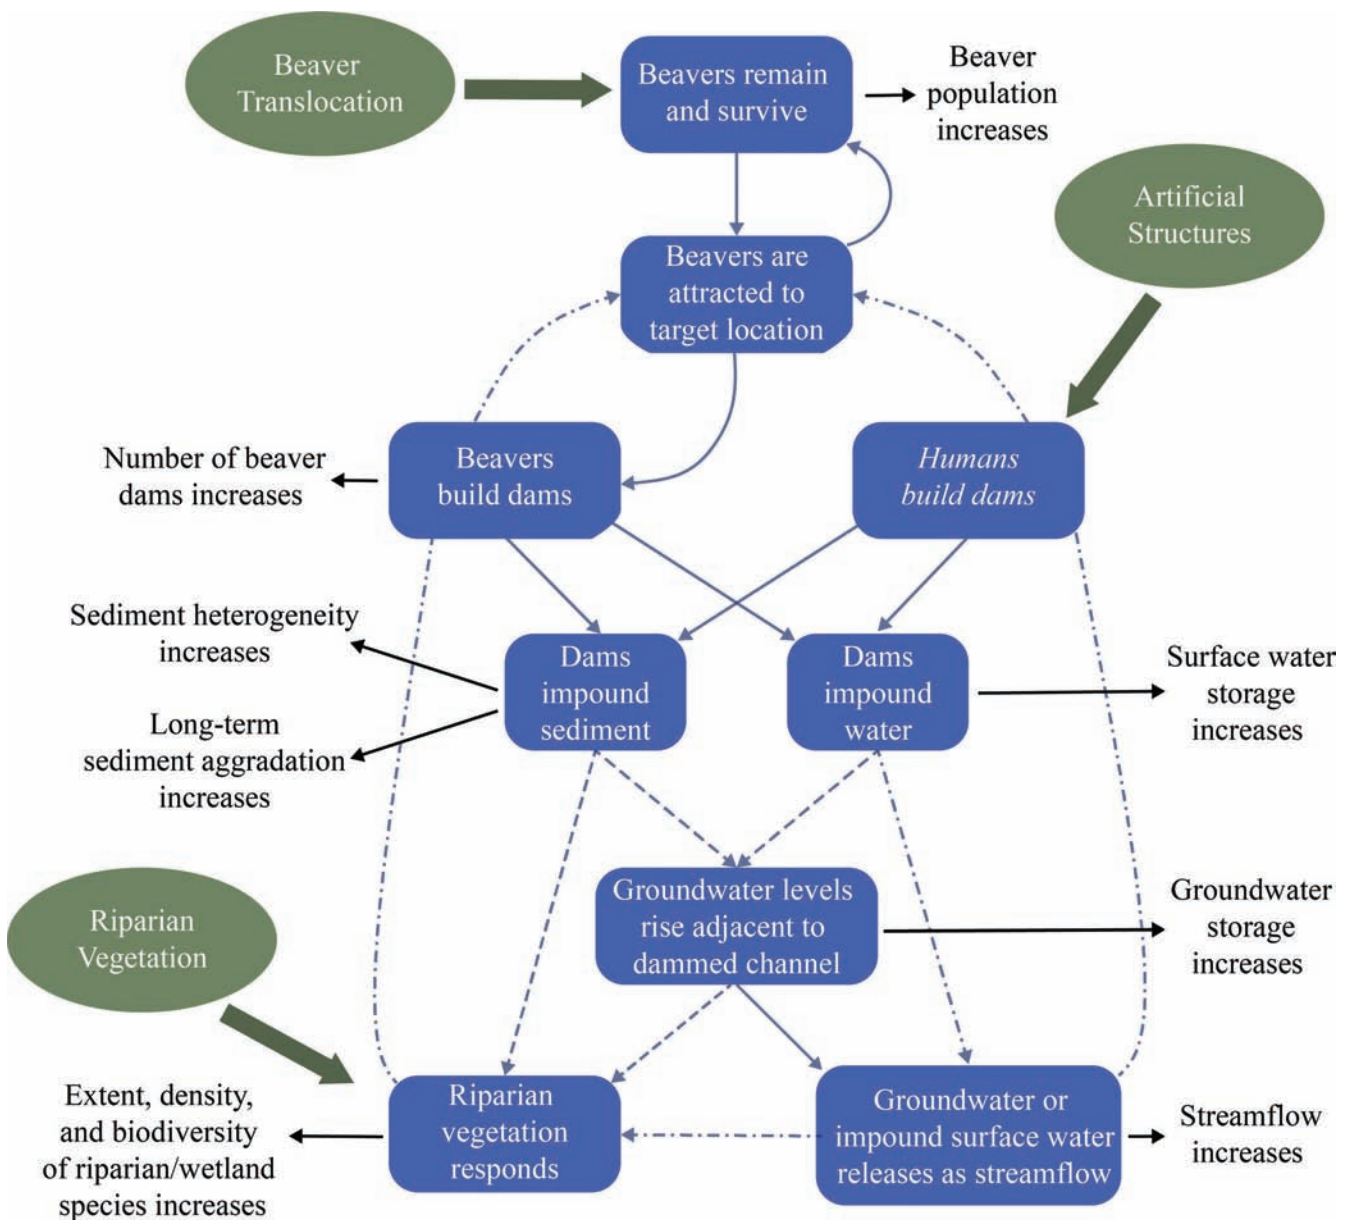 Beaver
Translocation
Beavers remain
and survive
Beaver
population
increases
Artificial
Structures
Beavers are
attracted to
target location
Number of beaver
dams increases
Beavers
build dams
Humans
build dams
Sediment heterogeneity
increases
Long-term
sediment aggradation
increases
Dams
impound
sediment
Dams
impound
water
Surface water
storage
increases
Riparian
Vegetation
Groundwater levels
rise adjacent to
dammed channel
Groundwater
storage
increases
Extent, density,
and biodiversity
of riparian/wetland
species increases
Riparian
vegetation
responds
Groundwater or
impound surface water
releases as streamflow
Streamflow
increases